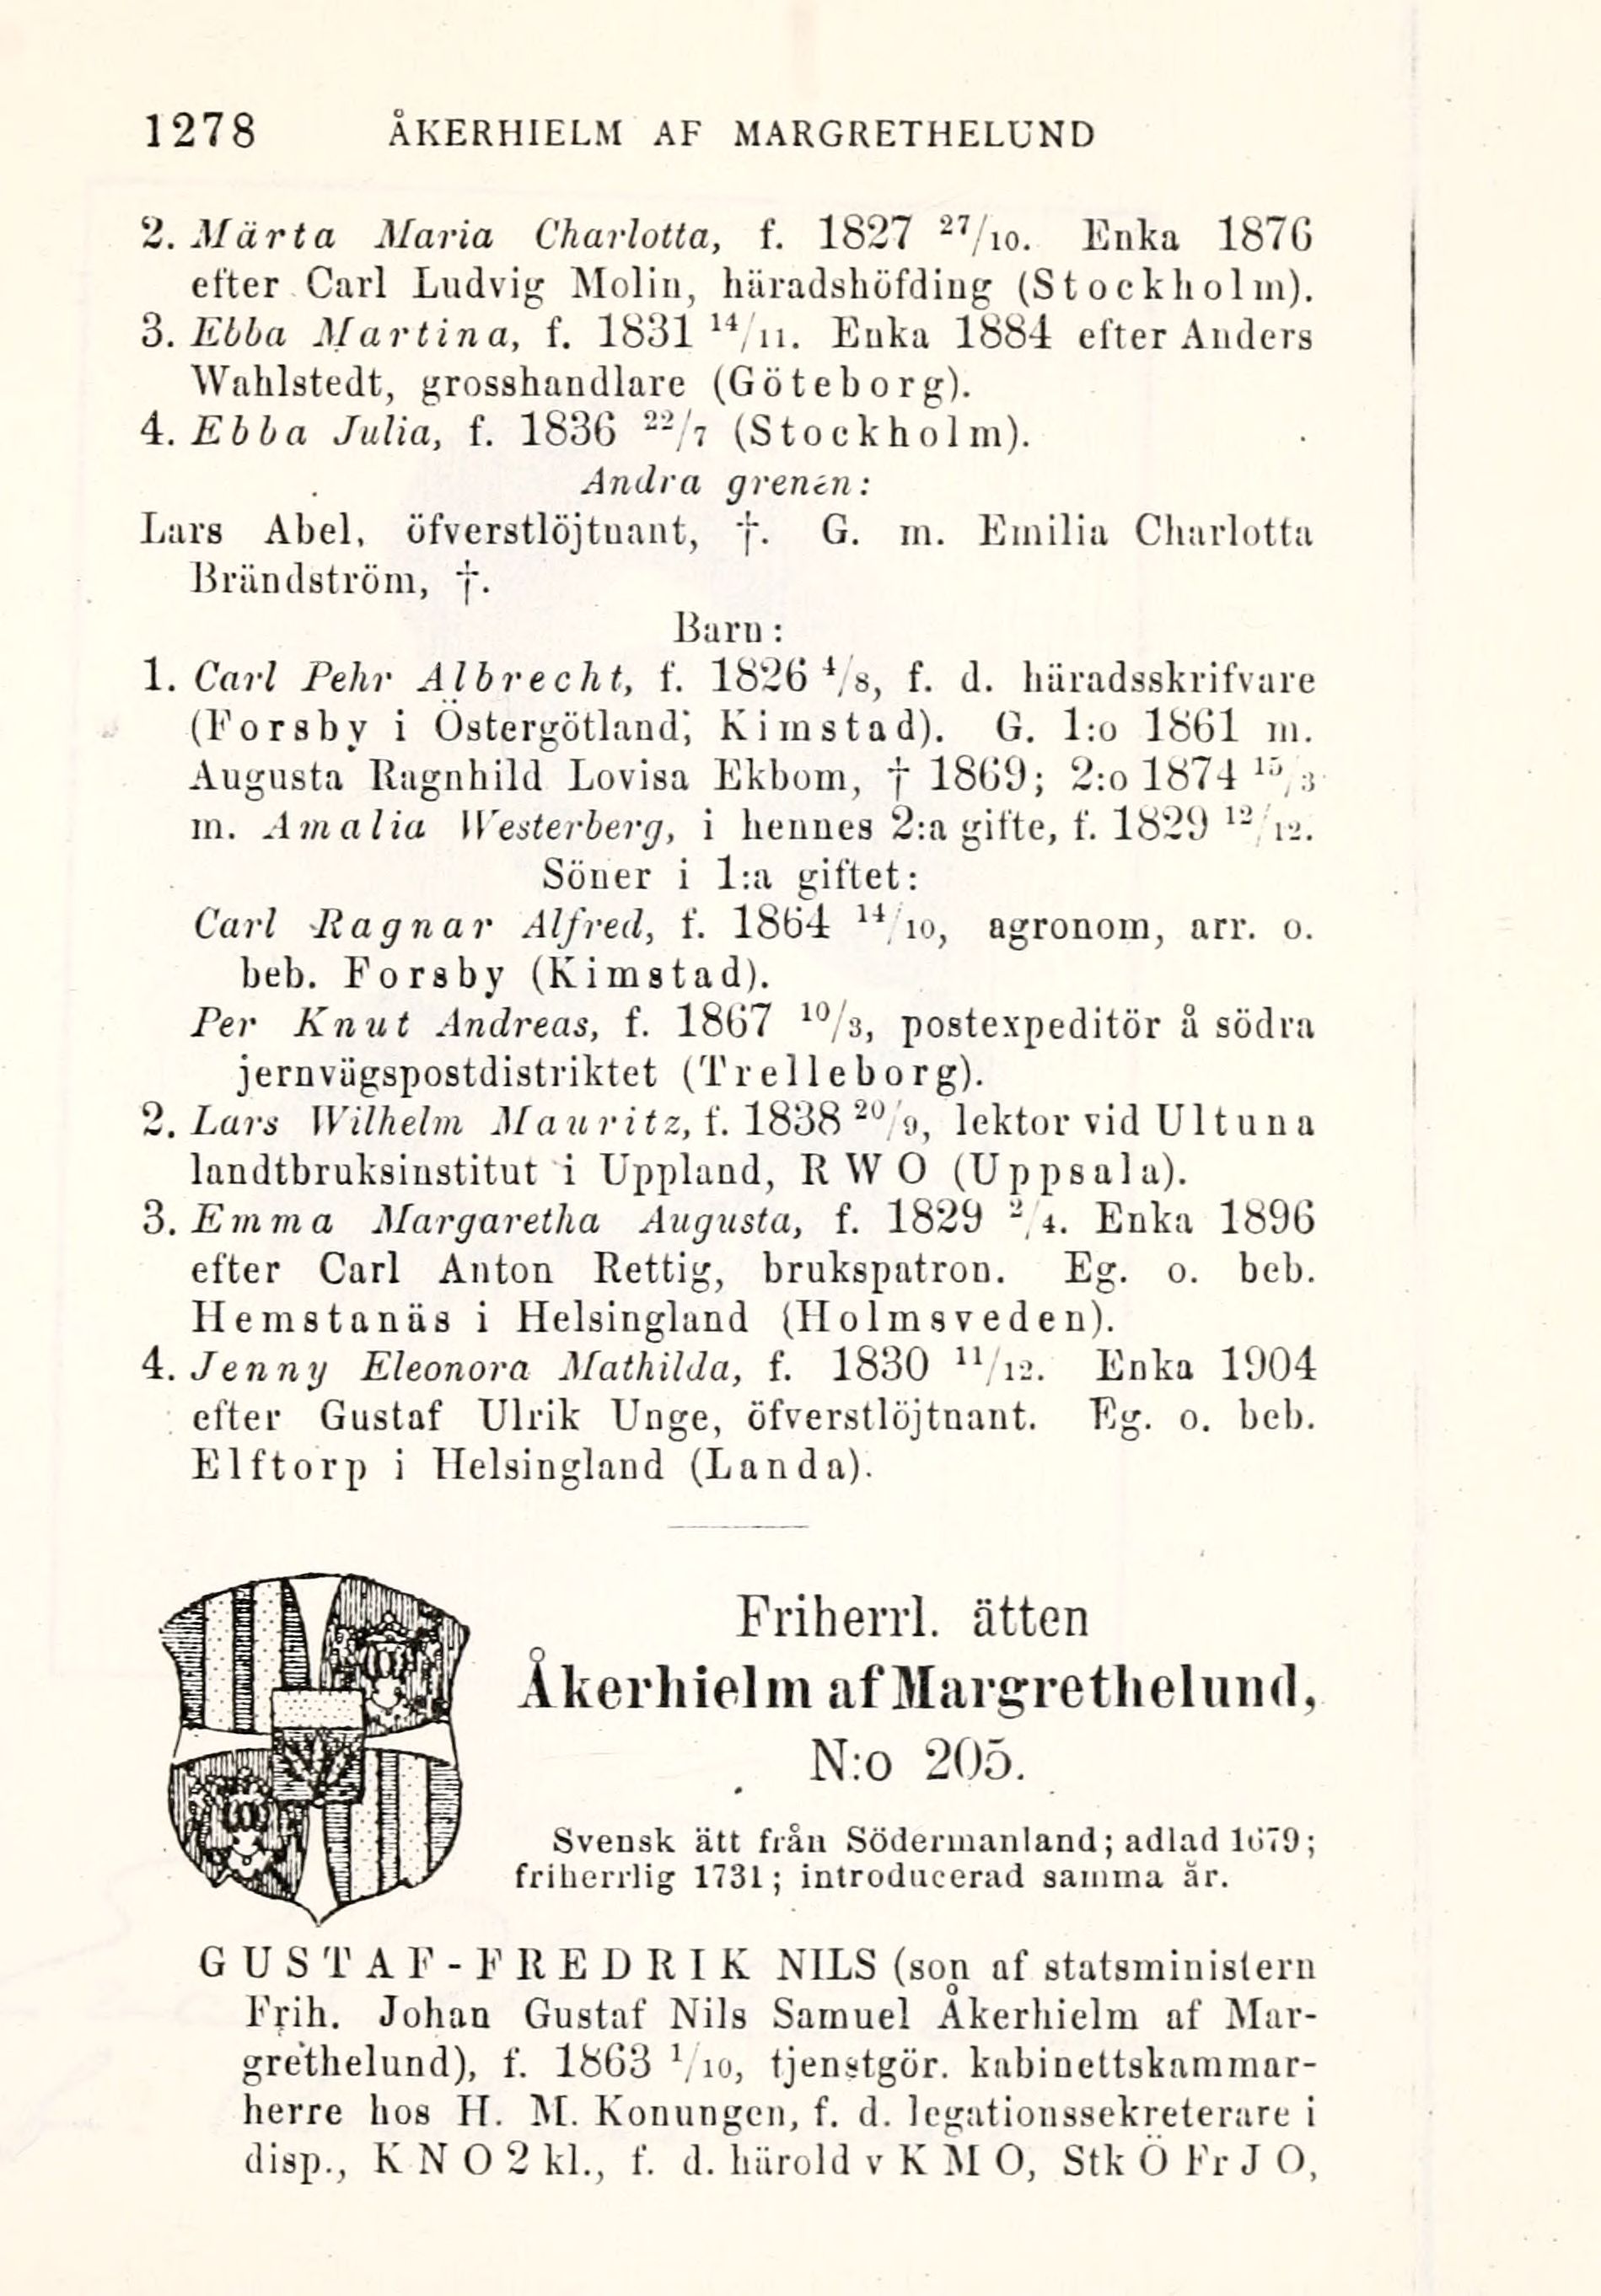 1278 ÅKERHIELM AF MARGRETHELUND
2. Märta Maria Charlotta, f. 1827 27/10. Enka 1876
efter Carl Ludvig Molin, häradshöfding (Stockholm).
3. Ebba Martina, f. 1831 14/11. Enka 1884 efter Anders
Wahlstedt, grosshandlare (Göteborg).
4. Ebba Julia, f. 1836 22/7 (Stockholm).
Andra grenen:
Lars Abel, öfverstlöjtnant, †. G. m. Emilia Charlotta
Brändström, †.
Barn:
1. Carl Pehr Albrecht, f. 1826 4/8, f. d. häradsskrifvare
(Forsby i Östergötland; Kimstad). G. 1:o 1861 m.
Augusta Ragnhild Lovisa Ekbom, † 1869; 2:o 1874 15/3
m. Amalia Westerberg, i hennes 2:a gifte, f. 1829 12/12.
Söner i 1:a giftet:
Carl Ragnar Alfred, f. 1864 14/10, agronom, arr. o.
beb. Forsby (Kimstad).
Per Knut Andreas, f. 1867 10/3, postexpeditör å södra
jernvägspostdistriktet (Trelleborg).
2. Lars Wilhelm Mauritz, f. 1838 20/9, lektor vid Ultuna
landtbruksinstitut i Uppland, R W O (Uppsala).
3. Emma Margaretha Augusta, f. 1829 2/4. Enka 1896
efter Carl Anton Rettig, brukspatron. Eg. o. beb.
Hemstanäs i Helsingland (Holmsveden).
4. Jenny Eleonora Mathilda, f. 1830 11/12. Enka 1904
efter Gustaf Ulrik Unge, öfverstlöjtnant. Eg. o. beb.
Elftorp i Helsingland (Landa).
Friherrl. ätten
Åkerhielm af Margrethelund,
N:o 205.
Svensk ätt från Södermanland; adlad 1679;
friherrlig 1731; introducerad samma år.
GUSTAF-FREDRIK NILS (son af statsministern
Frih. Johan Gustaf Nils Samuel Åkerhielm af Mar-
grethelund), f. 1863 1/10, tjenstgör. kabinettskammar-
herre hos H. M. Konungen, f. d. legationssekreterare i
disp., K N O 2 kl., f. d. härold v K M O, Stk Ö Fr J O,